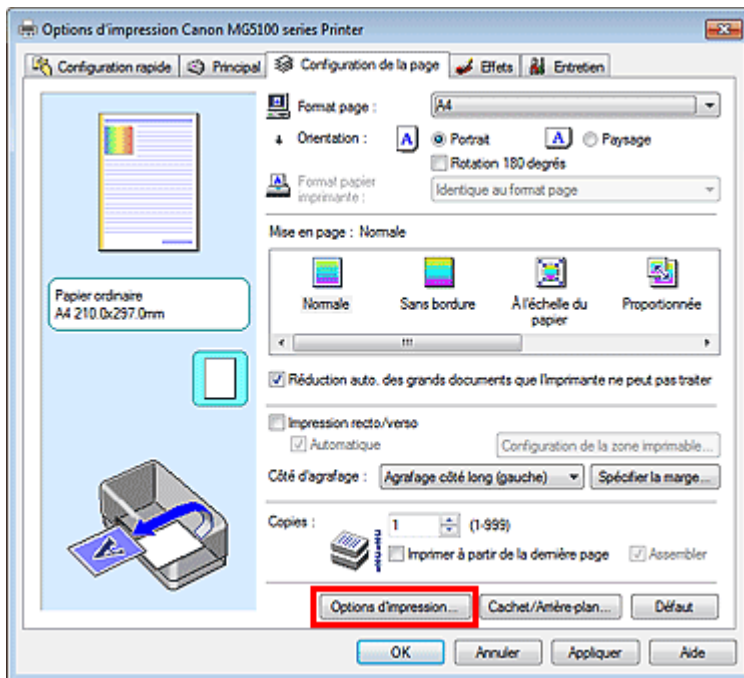 Options d'impression Canon MG5100 series Printer
Configuration rapide Principal Configuration de la page Effets Entretien
Format page : A4
Orientation : A Portrait A Paysage
Rotation 180 degrés
Format papier imprimante : Identique au format page
Mise en page : Normale
Normale Sans bordure À l'échelle du papier Proportionnée
Papier ordinaire
A4 210.0x297.0mm
Réduction auto. des grands documents que l'imprimante ne peut pas traiter
Impression recto/verso
Automatique Configuration de la zone imprimable...
Côté d'agrafage : Agrafage côté long (gauche) Spécifier la marge...
Copies : 1 (1-999)
Imprimer à partir de la dernière page Assembler
Options d'impression... Cachet/Arrière-plan... Défaut
OK Annuler Appliquer Aide